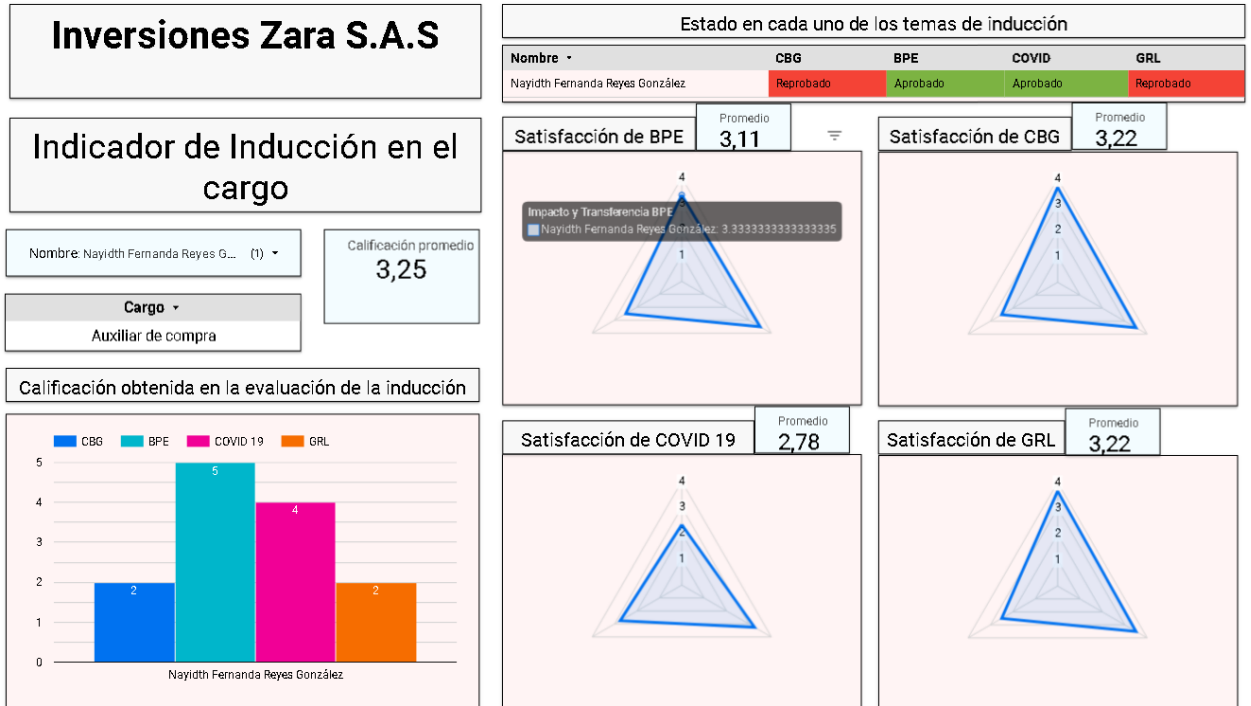 Inversiones Zara S.A.S
Indicador de Inducción en el
cargo
Nombre: Nayidth Fernanda Reyes G... (1)
Calificación promedio
3,25
Cargo
Auxiliar de compra
Calificación obtenida en la evaluación de la inducción
CBG BPE COVID 19 GRL
5
4
3
2
1
0
2
5
4
2
Nayidth Fernanda Reyes González
Estado en cada uno de los temas de inducción
Nombre CBG BPE COVID GRL
Nayidth Fernanda Reyes González Reprobado Aprobado Aprobado Reprobado
Satisfacción de BPE
Promedio
3,11
4
Impacto y Transferencia BPE
Nayidth Fernanda Reyes González: 3.3333333333333335
1
Satisfacción de CBG
Promedio
3,22
4
3
2
1
Satisfacción de COVID 19
Promedio
2,78
4
3
2
1
Satisfacción de GRL
Promedio
3,22
4
3
2
1